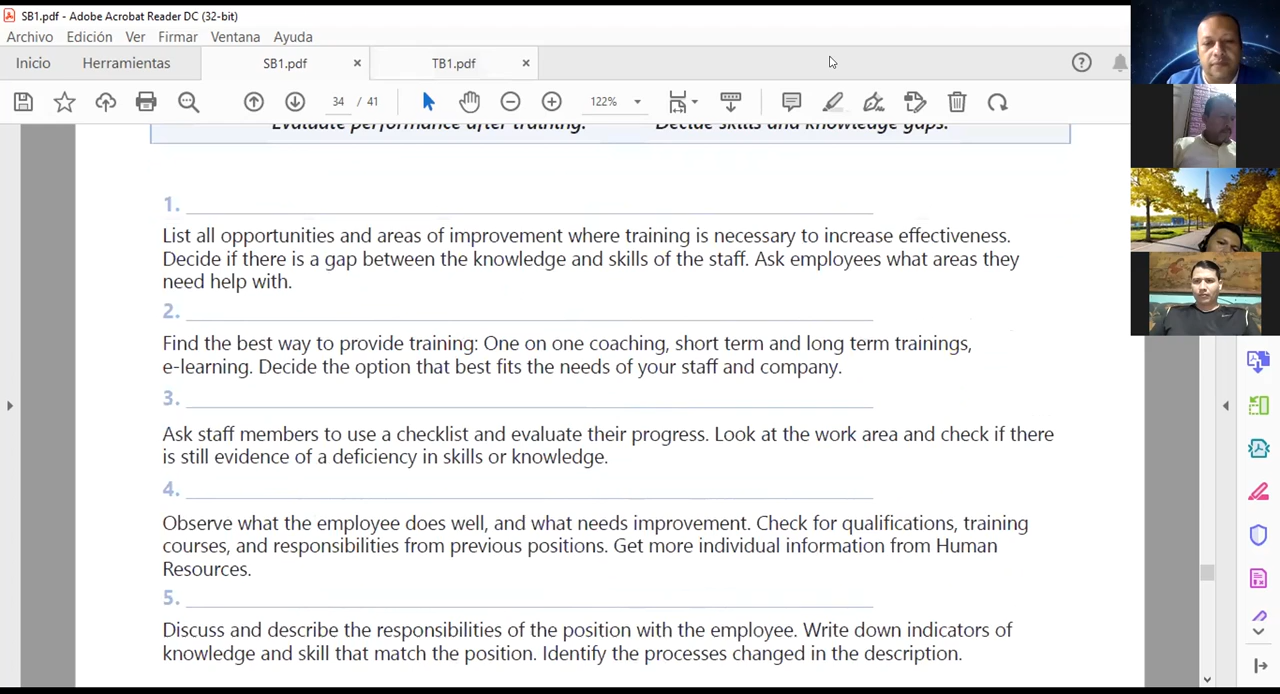 SB1.pdf - Adobe Acrobat Reader DC (32-bit)
Archivo Edición Ver Firmar Ventana Ayuda
Inicio Herramientas SB1.pdf × TB1.pdf ×
34 / 41 122%
Evaluate performance after training. Decide skills and knowledge gaps.
1.
List all opportunities and areas of improvement where training is necessary to increase effectiveness.
Decide if there is a gap between the knowledge and skills of the staff. Ask employees what areas they
need help with.
2.
Find the best way to provide training: One on one coaching, short term and long term trainings,
e-learning. Decide the option that best fits the needs of your staff and company.
3.
Ask staff members to use a checklist and evaluate their progress. Look at the work area and check if there
is still evidence of a deficiency in skills or knowledge.
4.
Observe what the employee does well, and what needs improvement. Check for qualifications, training
courses, and responsibilities from previous positions. Get more individual information from Human
Resources.
5.
Discuss and describe the responsibilities of the position with the employee. Write down indicators of
knowledge and skill that match the position. Identify the processes changed in the description.